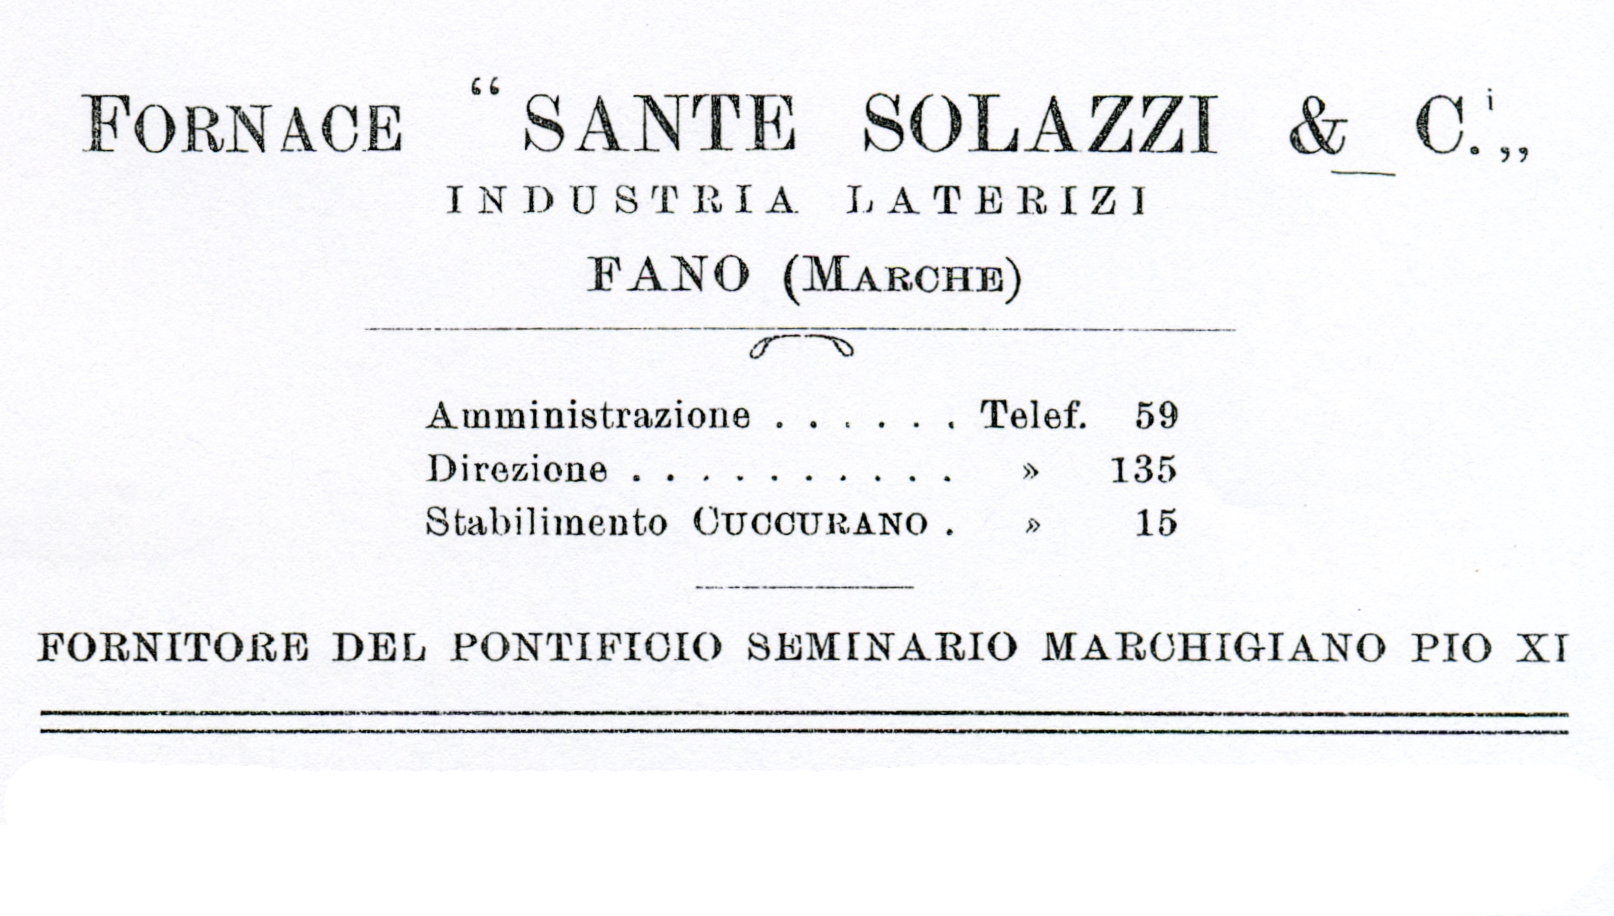 FORNACE “SANTE SOLAZZI & C.i„
INDUSTRIA LATERIZI
FANO (MARCHE)
Amministrazione . . . . . . Telef. 59
Direzione . . . . . . . . . . » 135
Stabilimento CUCCURANO . » 15
FORNITORE DEL PONTIFICIO SEMINARIO MARCHIGIANO PIO XI